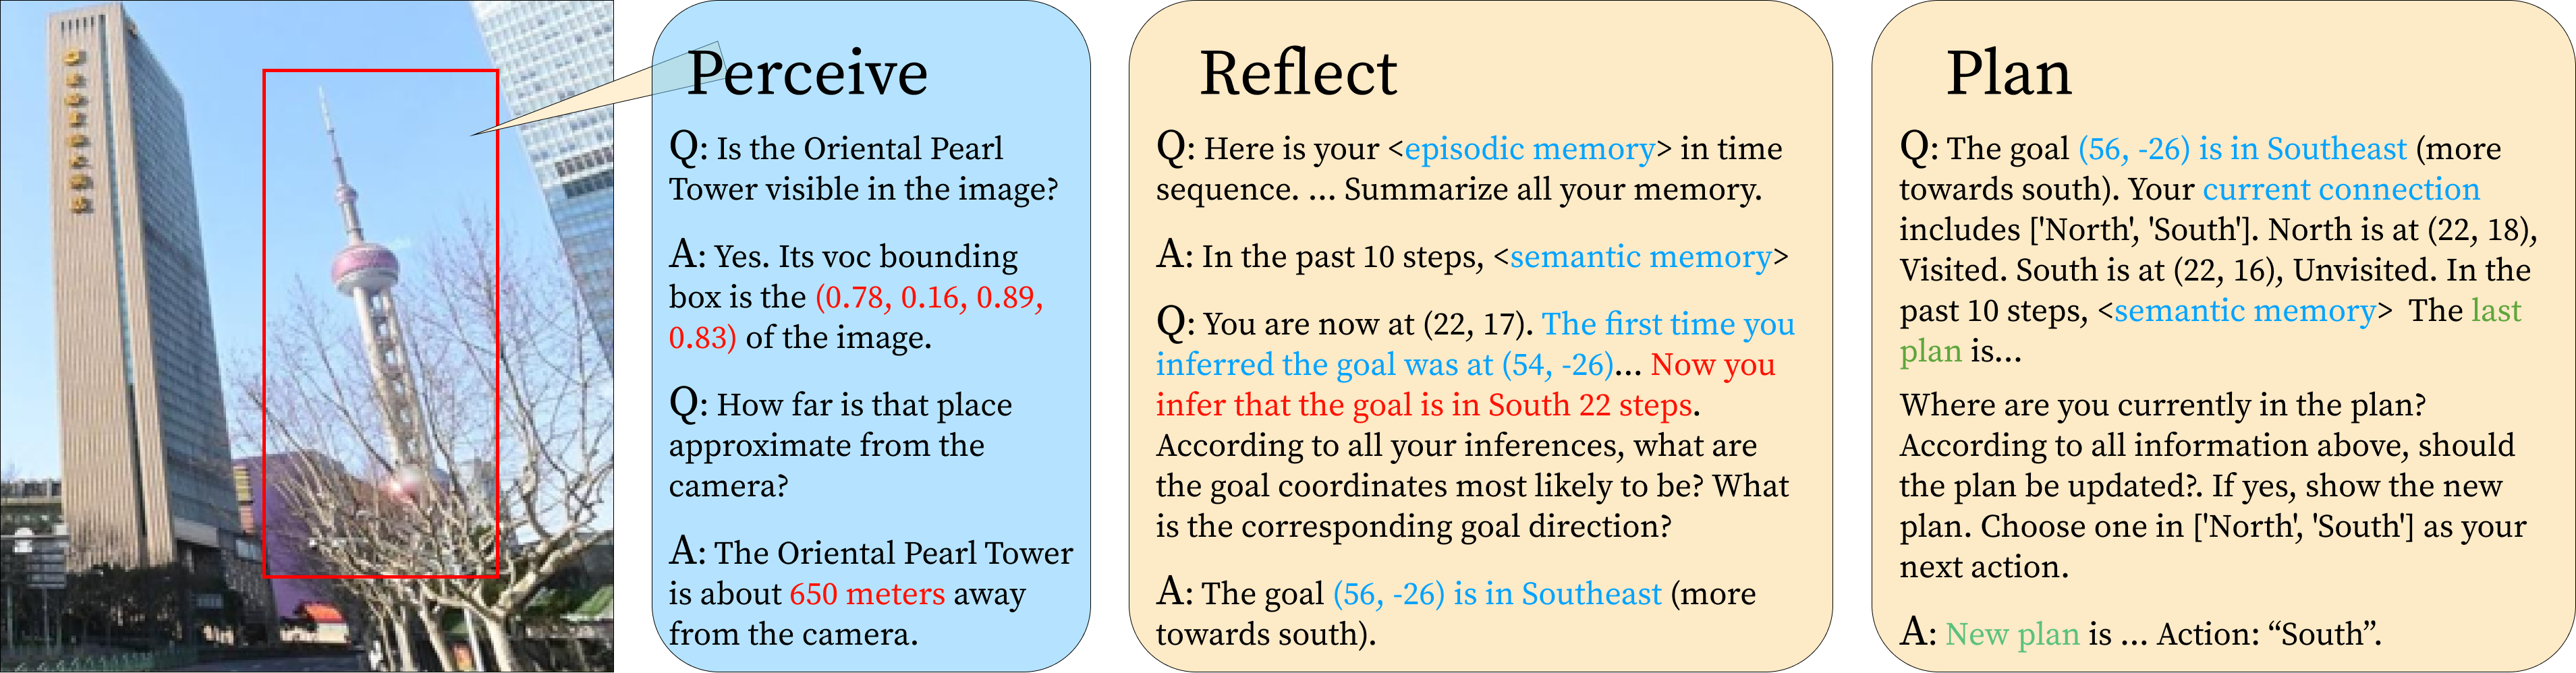 Perceive
Q: Is the Oriental Pearl
Tower visible in the image?
A: Yes. Its voc bounding
box is the (0.78, 0.16, 0.89,
0.83) of the image.
Q: How far is that place
approximate from the
camera?
A: The Oriental Pearl Tower
is about 650 meters away
from the camera.
Reflect
Q: Here is your <episodic memory> in time
sequence. ... Summarize all your memory.
A: In the past 10 steps, <semantic memory>
Q: You are now at (22, 17). The first time you
inferred the goal was at (54, -26)... Now you
infer that the goal is in South 22 steps.
According to all your inferences, what are
the goal coordinates most likely to be? What
is the corresponding goal direction?
A: The goal (56, -26) is in Southeast (more
towards south).
Plan
Q: The goal (56, -26) is in Southeast (more
towards south). Your current connection
includes ['North', 'South']. North is at (22, 18),
Visited. South is at (22, 16), Unvisited. In the
past 10 steps, <semantic memory> The last
plan is...
Where are you currently in the plan?
According to all information above, should
the plan be updated?. If yes, show the new
plan. Choose one in ['North', 'South'] as your
next action.
A: New plan is ... Action: “South”.